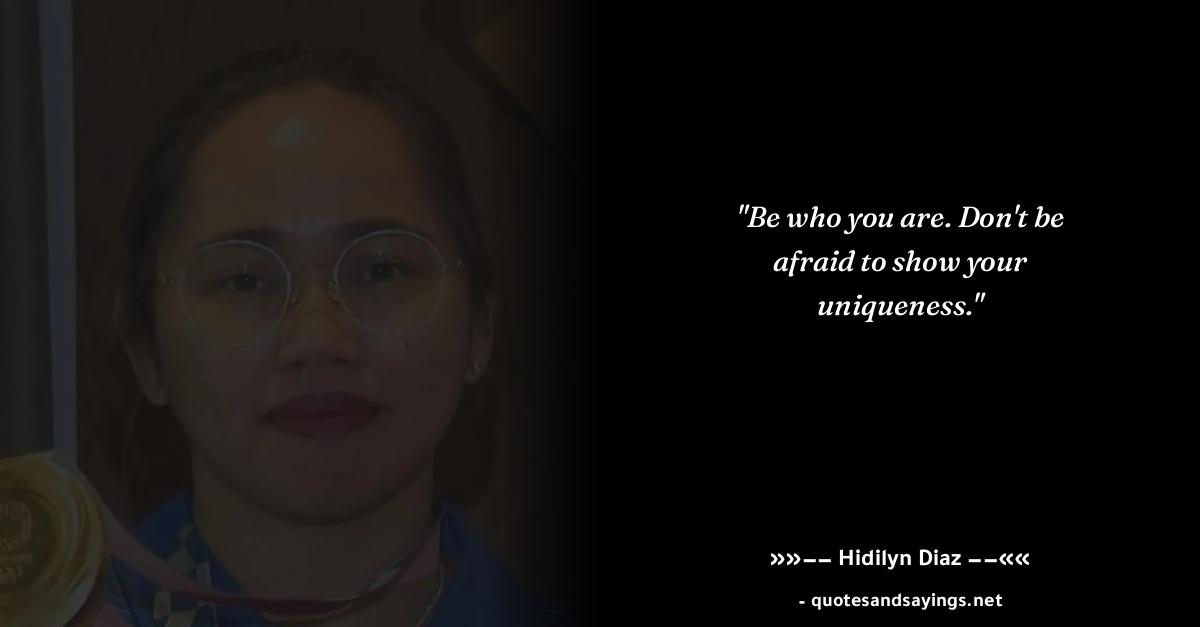 "Be who you are. Don't be
afraid to show your
uniqueness."
»»–– Hidilyn Diaz ––««
- quotesandsayings.net